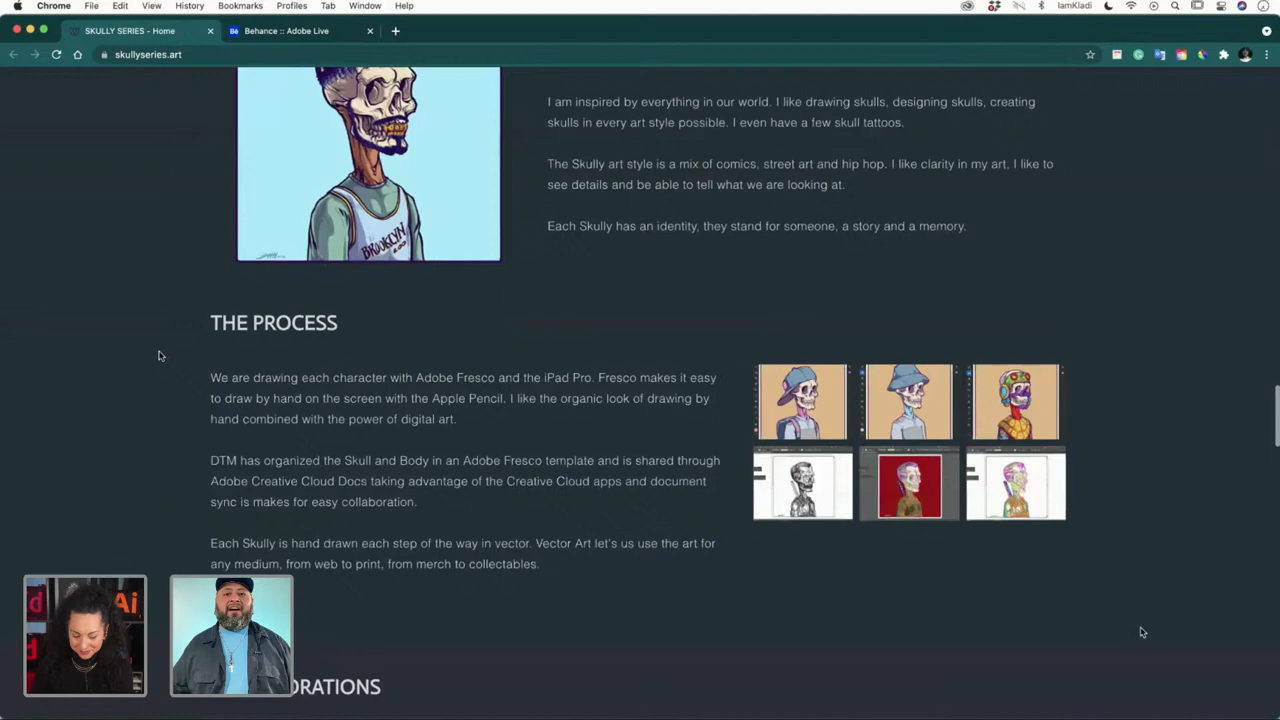 Chrome File Edit View History Bookmarks Profiles Tab Window Help IamKladi
SKULLY SERIES - Home
Bē Behance :: Adobe Live
skullyseries.art
I am inspired by everything in our world. I like drawing skulls, designing skulls, creating
skulls in every art style possible. I even have a few skull tattoos.
The Skully art style is a mix of comics, street art and hip hop. I like clarity in my art, I like to
see details and be able to tell what we are looking at.
Each Skully has an identity, they stand for someone, a story and a memory.
BROOKLYN
THE PROCESS
We are drawing each character with Adobe Fresco and the iPad Pro. Fresco makes it easy
to draw by hand on the screen with the Apple Pencil. I like the organic look of drawing by
hand combined with the power of digital art.
DTM has organized the Skull and Body in an Adobe Fresco template and is shared through
Adobe Creative Cloud Docs taking advantage of the Creative Cloud apps and document
sync is makes for easy collaboration.
Each Skully is hand drawn each step of the way in vector. Vector Art let's us use the art for
any medium, from web to print, from merch to collectables.
d Ai
ORATIONS